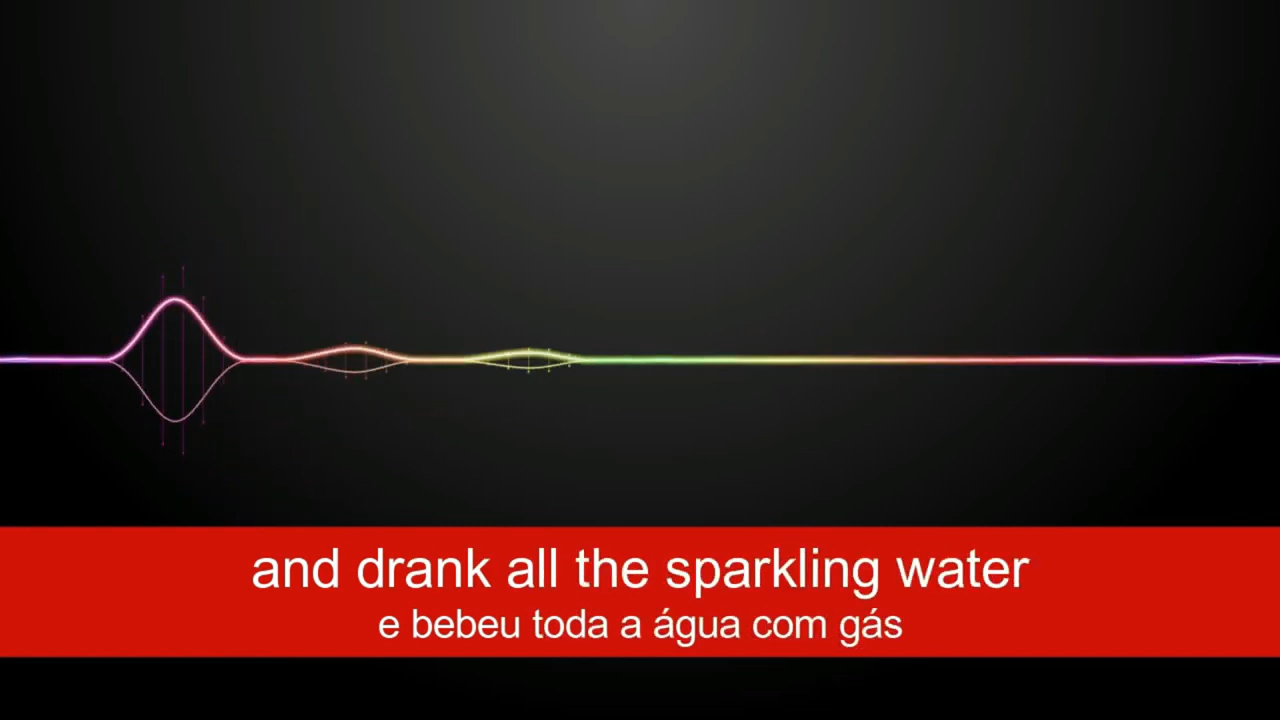 and drank all the sparkling water
e bebeu toda a água com gás